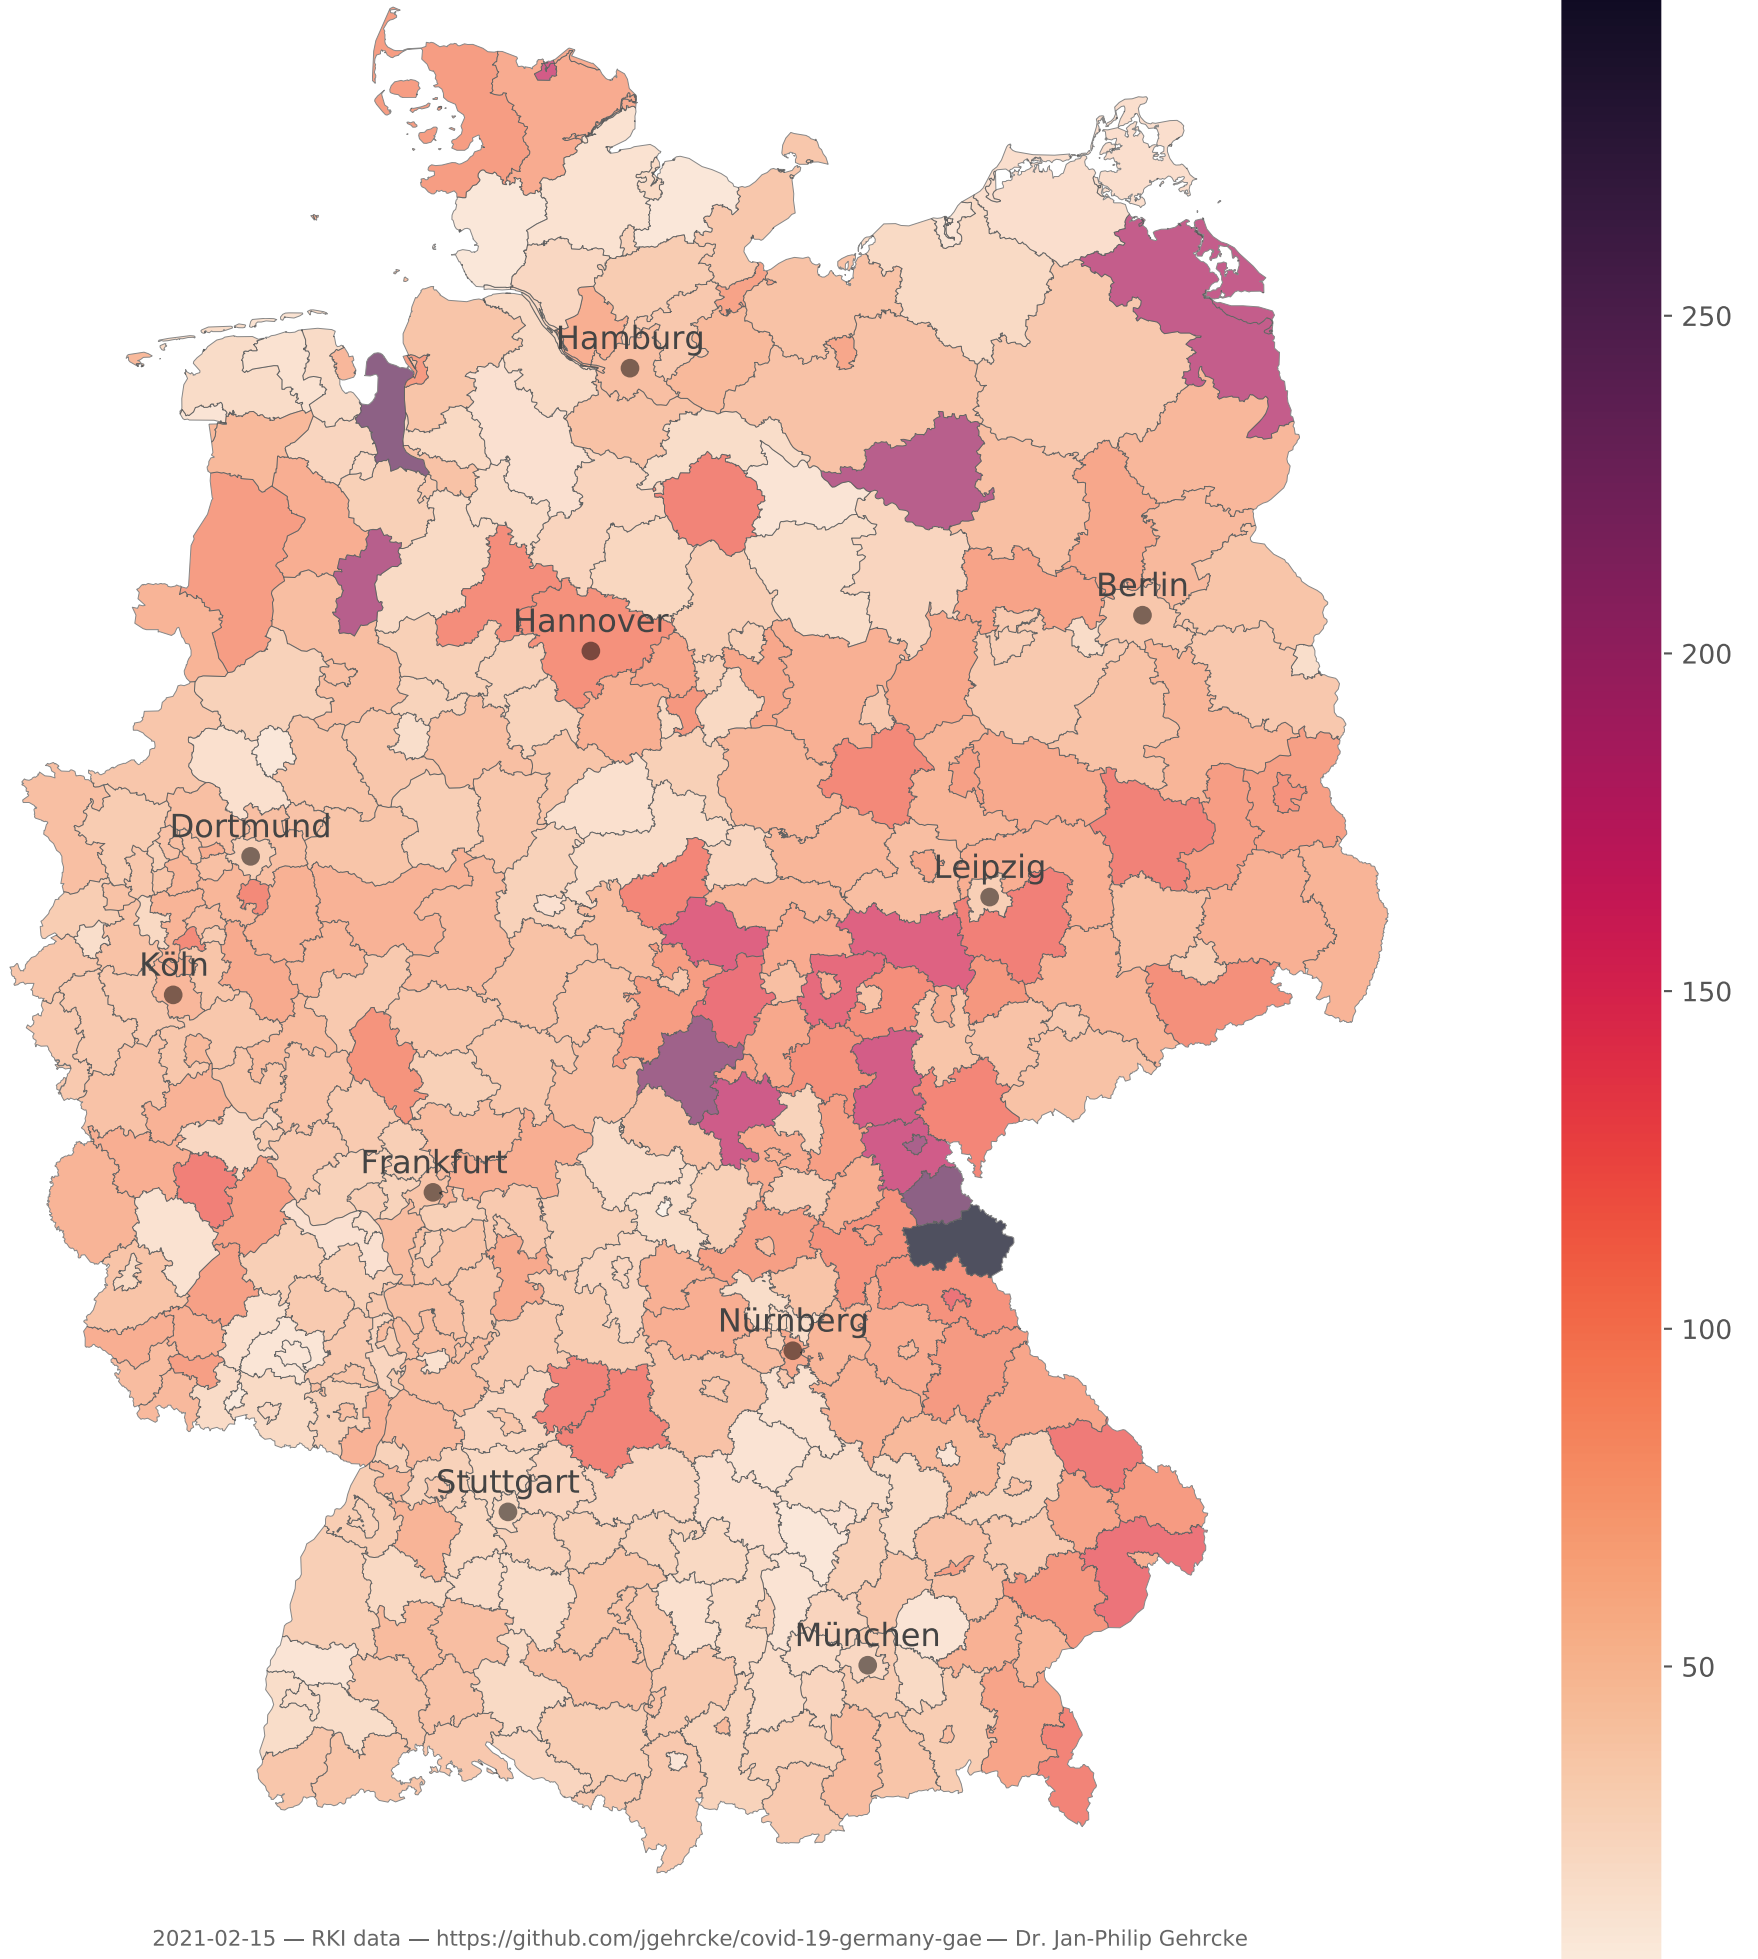 250
Hamburg
Berlin
Hannover
200
Dortmund
Leipzig
Köln
150
Frankfurt
Nürnberg
100
Stuttgart
München
50
2021-02-15 — RKI data — https://github.com/jgehrcke/covid-19-germany-gae — Dr. Jan-Philip Gehrcke